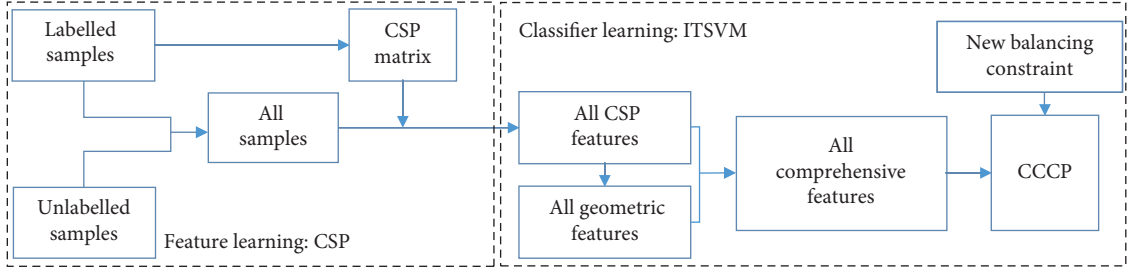 Labelled
samples
CSP
matrix
All
samples
Unlabelled
samples
Feature learning: CSP
Classifier learning: ITSVM
New balancing
constraint
All CSP
features
All geometric
features
All
comprehensive
features
CCCP